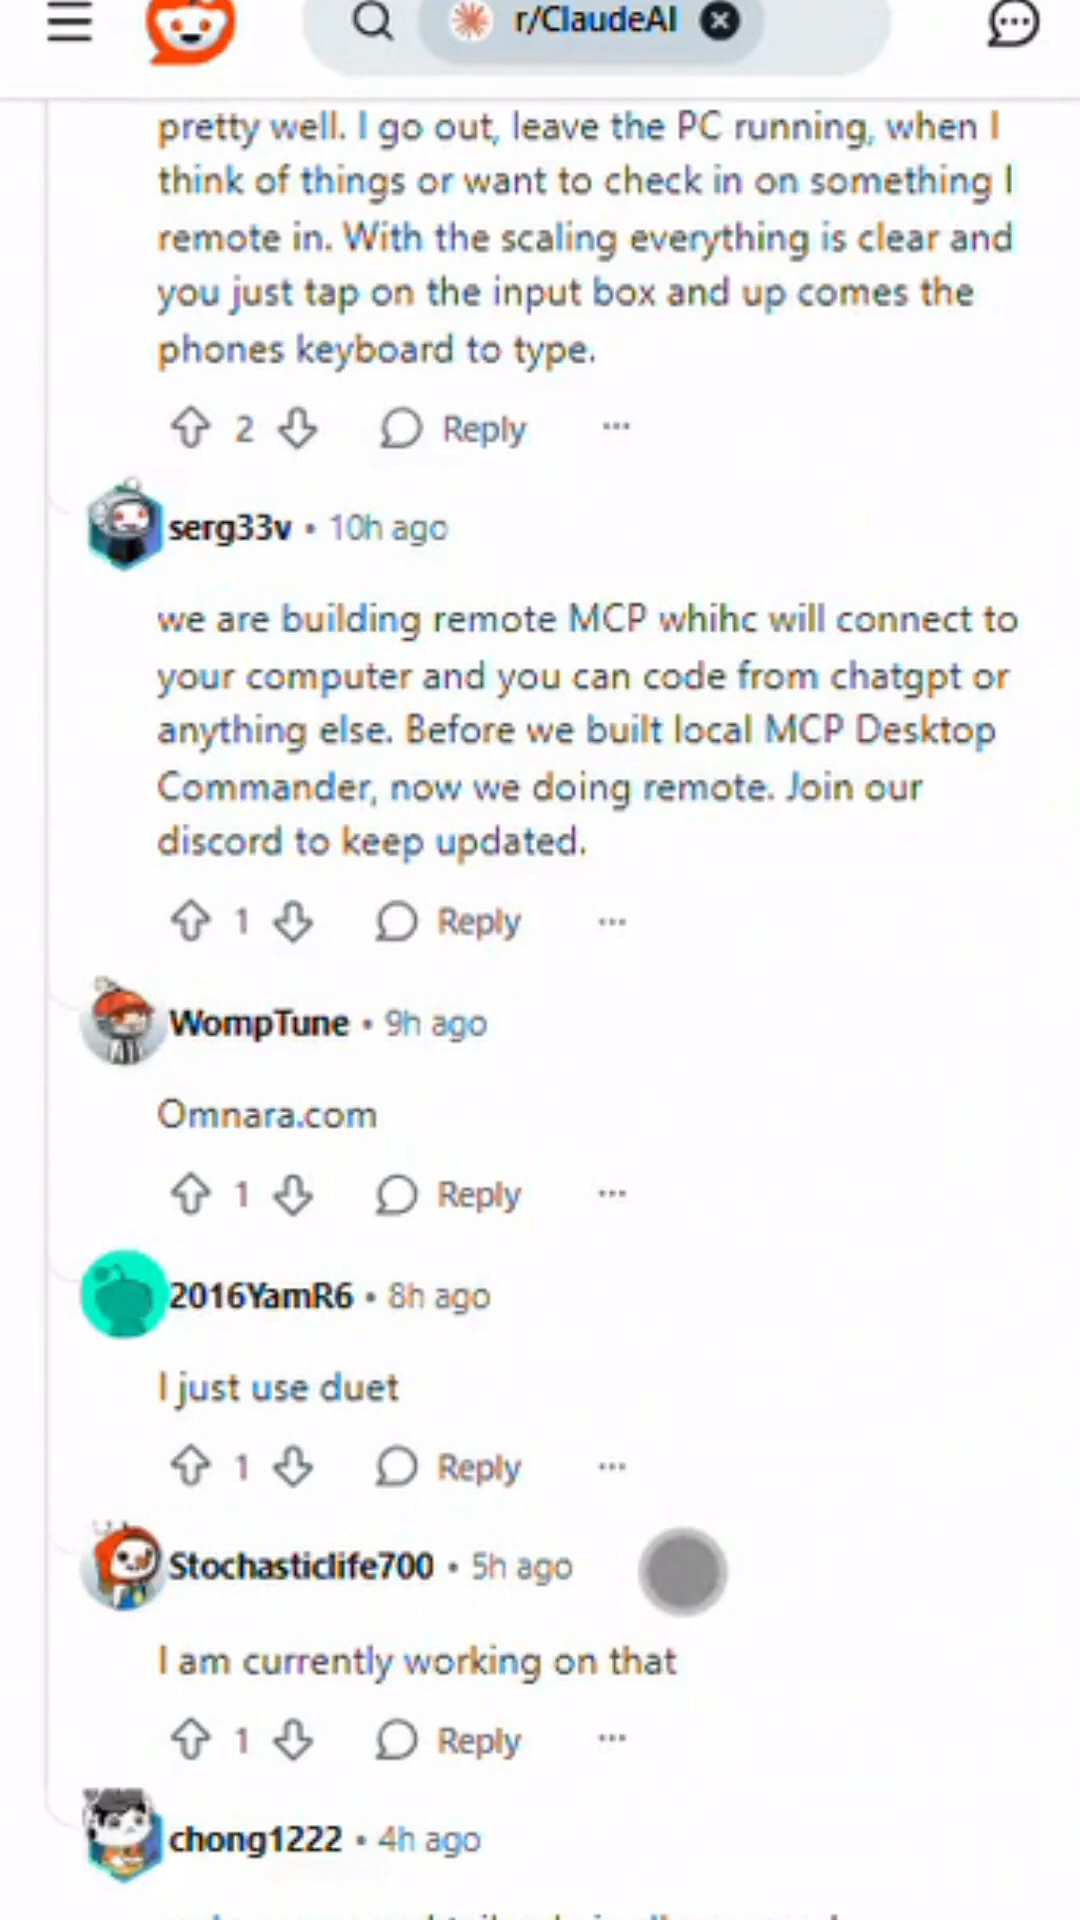 r/ClaudeAI
pretty well. I go out, leave the PC running, when I
think of things or want to check in on something I
remote in. With the scaling everything is clear and
you just tap on the input box and up comes the
phones keyboard to type.
2 Reply ...
serg33v • 10h ago
we are building remote MCP whihc will connect to
your computer and you can code from chatgpt or
anything else. Before we built local MCP Desktop
Commander, now we doing remote. Join our
discord to keep updated.
1 Reply ...
WompTune • 9h ago
Omnara.com
1 Reply ...
2016YamR6 • 8h ago
I just use duet
1 Reply ...
Stochasticlife700 • 5h ago
I am currently working on that
1 Reply ...
chong1222 • 4h ago